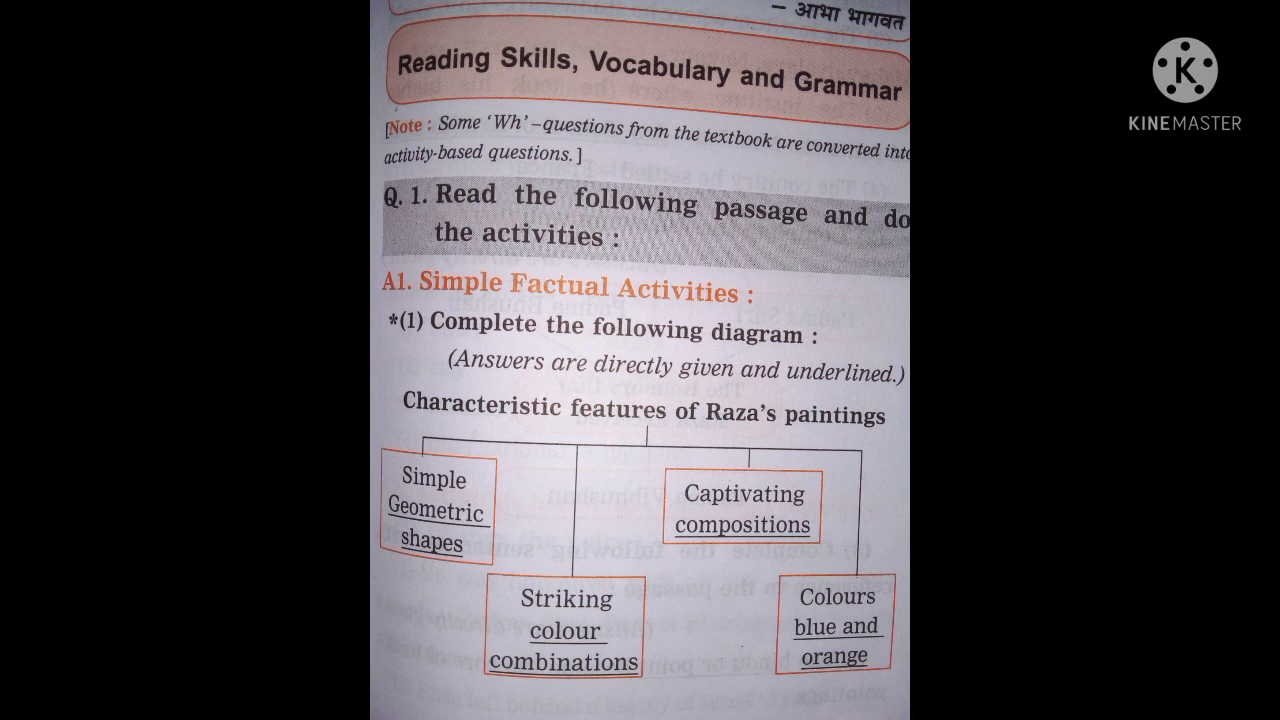 – आभा भागवत
Reading Skills, Vocabulary and Grammar
[Note : Some ‘Wh’–questions from the textbook are converted into
activity-based questions.]
Q. 1. Read the following passage and do
the activities :
A1. Simple Factual Activities :
*(1) Complete the following diagram :
(Answers are directly given and underlined.)
Characteristic features of Raza’s paintings
Simple
Geometric
shapes
Striking
colour
combinations
Captivating
compositions
Colours
blue and
orange
K
KINEMASTER